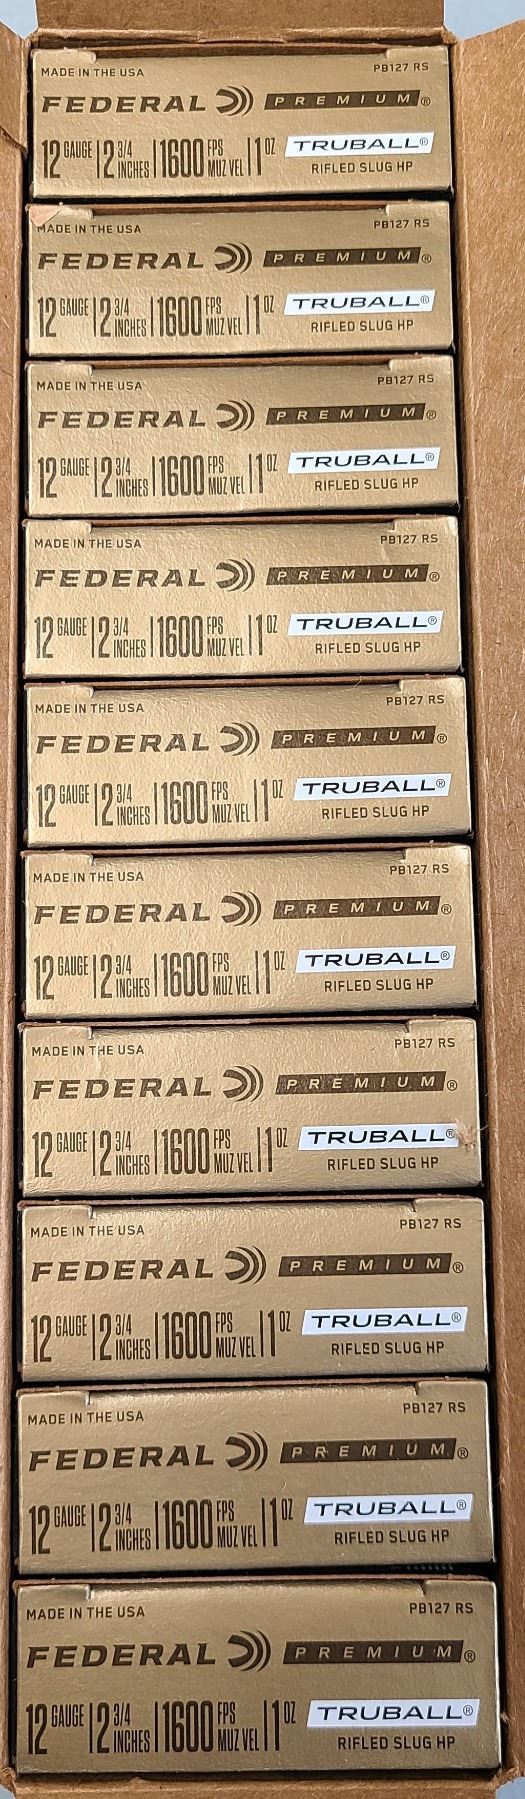 MADE IN THE USA PB127 RS
FEDERAL PREMIUM®
12 GAUGE 2 3/4 INCHES 1600 FPS MUZ VEL 1 OZ TRUBALL®
RIFLED SLUG HP
MADE IN THE USA PB127 RS
FEDERAL PREMIUM®
12 GAUGE 2 3/4 INCHES 1600 FPS MUZ VEL 1 OZ TRUBALL®
RIFLED SLUG HP
MADE IN THE USA PB127 RS
FEDERAL PREMIUM®
12 GAUGE 2 3/4 INCHES 1600 FPS MUZ VEL 1 OZ TRUBALL®
RIFLED SLUG HP
MADE IN THE USA PB127 RS
FEDERAL PREMIUM®
12 GAUGE 2 3/4 INCHES 1600 FPS MUZ VEL 1 OZ TRUBALL®
RIFLED SLUG HP
MADE IN THE USA PB127 RS
FEDERAL PREMIUM®
12 GAUGE 2 3/4 INCHES 1600 FPS MUZ VEL 1 OZ TRUBALL®
RIFLED SLUG HP
MADE IN THE USA PB127 RS
FEDERAL PREMIUM®
12 GAUGE 2 3/4 INCHES 1600 FPS MUZ VEL 1 OZ TRUBALL®
RIFLED SLUG HP
MADE IN THE USA PB127 RS
FEDERAL PREMIUM®
12 GAUGE 2 3/4 INCHES 1600 FPS MUZ VEL 1 OZ TRUBALL®
RIFLED SLUG HP
MADE IN THE USA PB127 RS
FEDERAL PREMIUM®
12 GAUGE 2 3/4 INCHES 1600 FPS MUZ VEL 1 OZ TRUBALL®
RIFLED SLUG HP
MADE IN THE USA PB127 RS
FEDERAL PREMIUM®
12 GAUGE 2 3/4 INCHES 1600 FPS MUZ VEL 1 OZ TRUBALL®
RIFLED SLUG HP
MADE IN THE USA PB127 RS
FEDERAL PREMIUM®
12 GAUGE 2 3/4 INCHES 1600 FPS MUZ VEL 1 OZ TRUBALL®
RIFLED SLUG HP